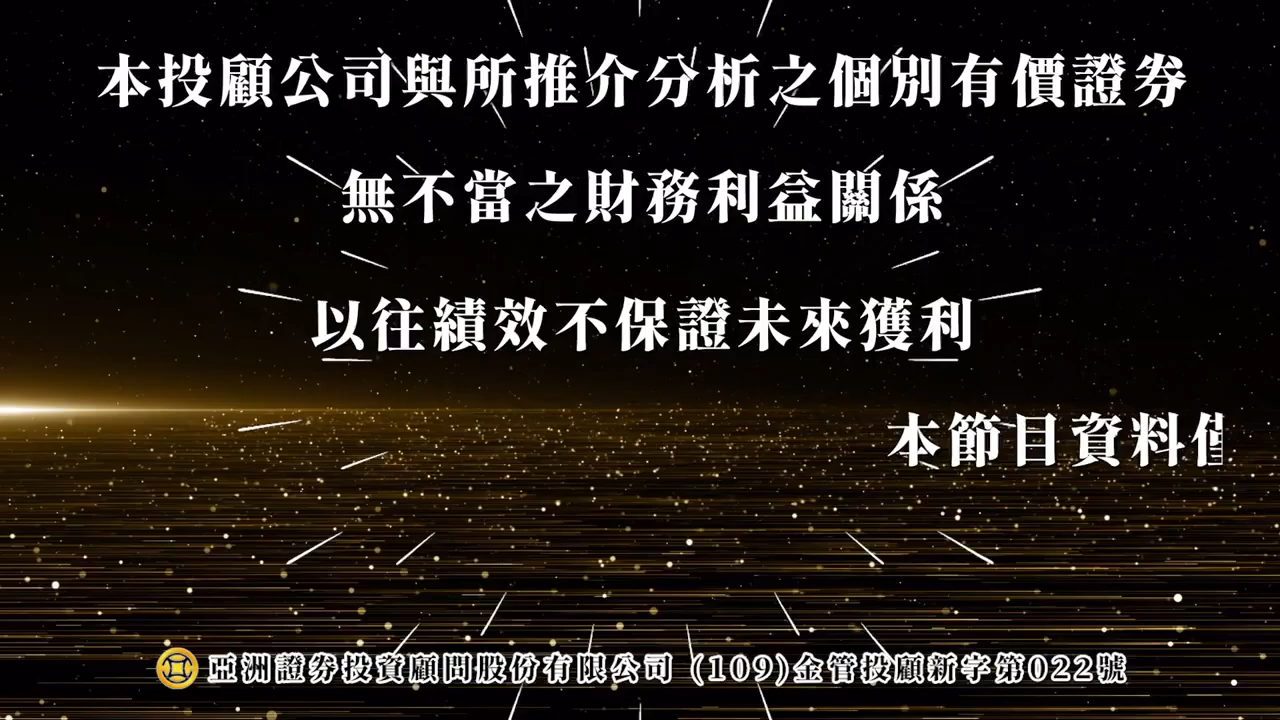 本投顧公司與所推介分析之個別有價證券
無不當之財務利益關係
以往績效不保證未來獲利
本節目資料
亞洲證券投資顧問股份有限公司 (109)金管投顧新字第022號